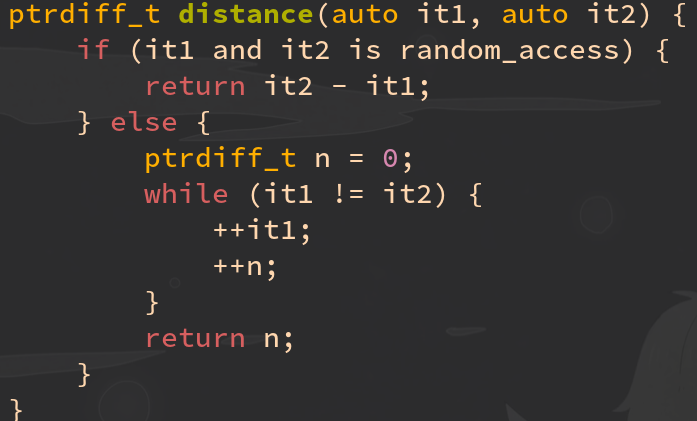 ptrdiff_t distance(auto it1, auto it2) {
    if (it1 and it2 is random_access) {
        return it2 - it1;
    } else {
        ptrdiff_t n = 0;
        while (it1 != it2) {
            ++it1;
            ++n;
        }
        return n;
    }
}